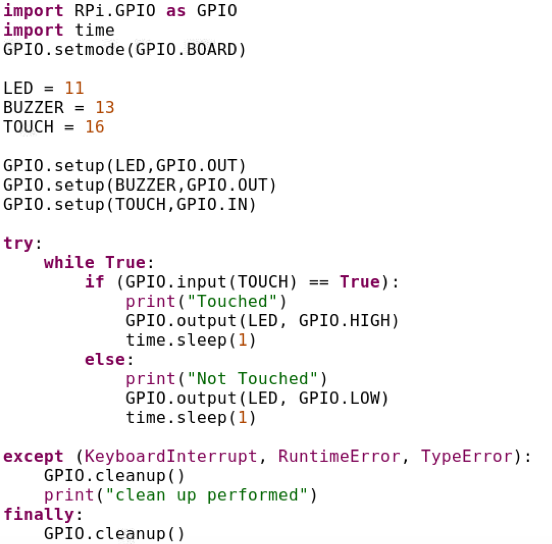 import RPi.GPIO as GPIO
import time
GPIO.setmode(GPIO.BOARD)

LED = 11
BUZZER = 13
TOUCH = 16

GPIO.setup(LED,GPIO.OUT)
GPIO.setup(BUZZER,GPIO.OUT)
GPIO.setup(TOUCH,GPIO.IN)

try:
    while True:
        if (GPIO.input(TOUCH) == True):
            print("Touched")
            GPIO.output(LED, GPIO.HIGH)
            time.sleep(1)
        else:
            print("Not Touched")
            GPIO.output(LED, GPIO.LOW)
            time.sleep(1)

except (KeyboardInterrupt, RuntimeError, TypeError):
    GPIO.cleanup()
    print("clean up performed")
finally:
    GPIO.cleanup()